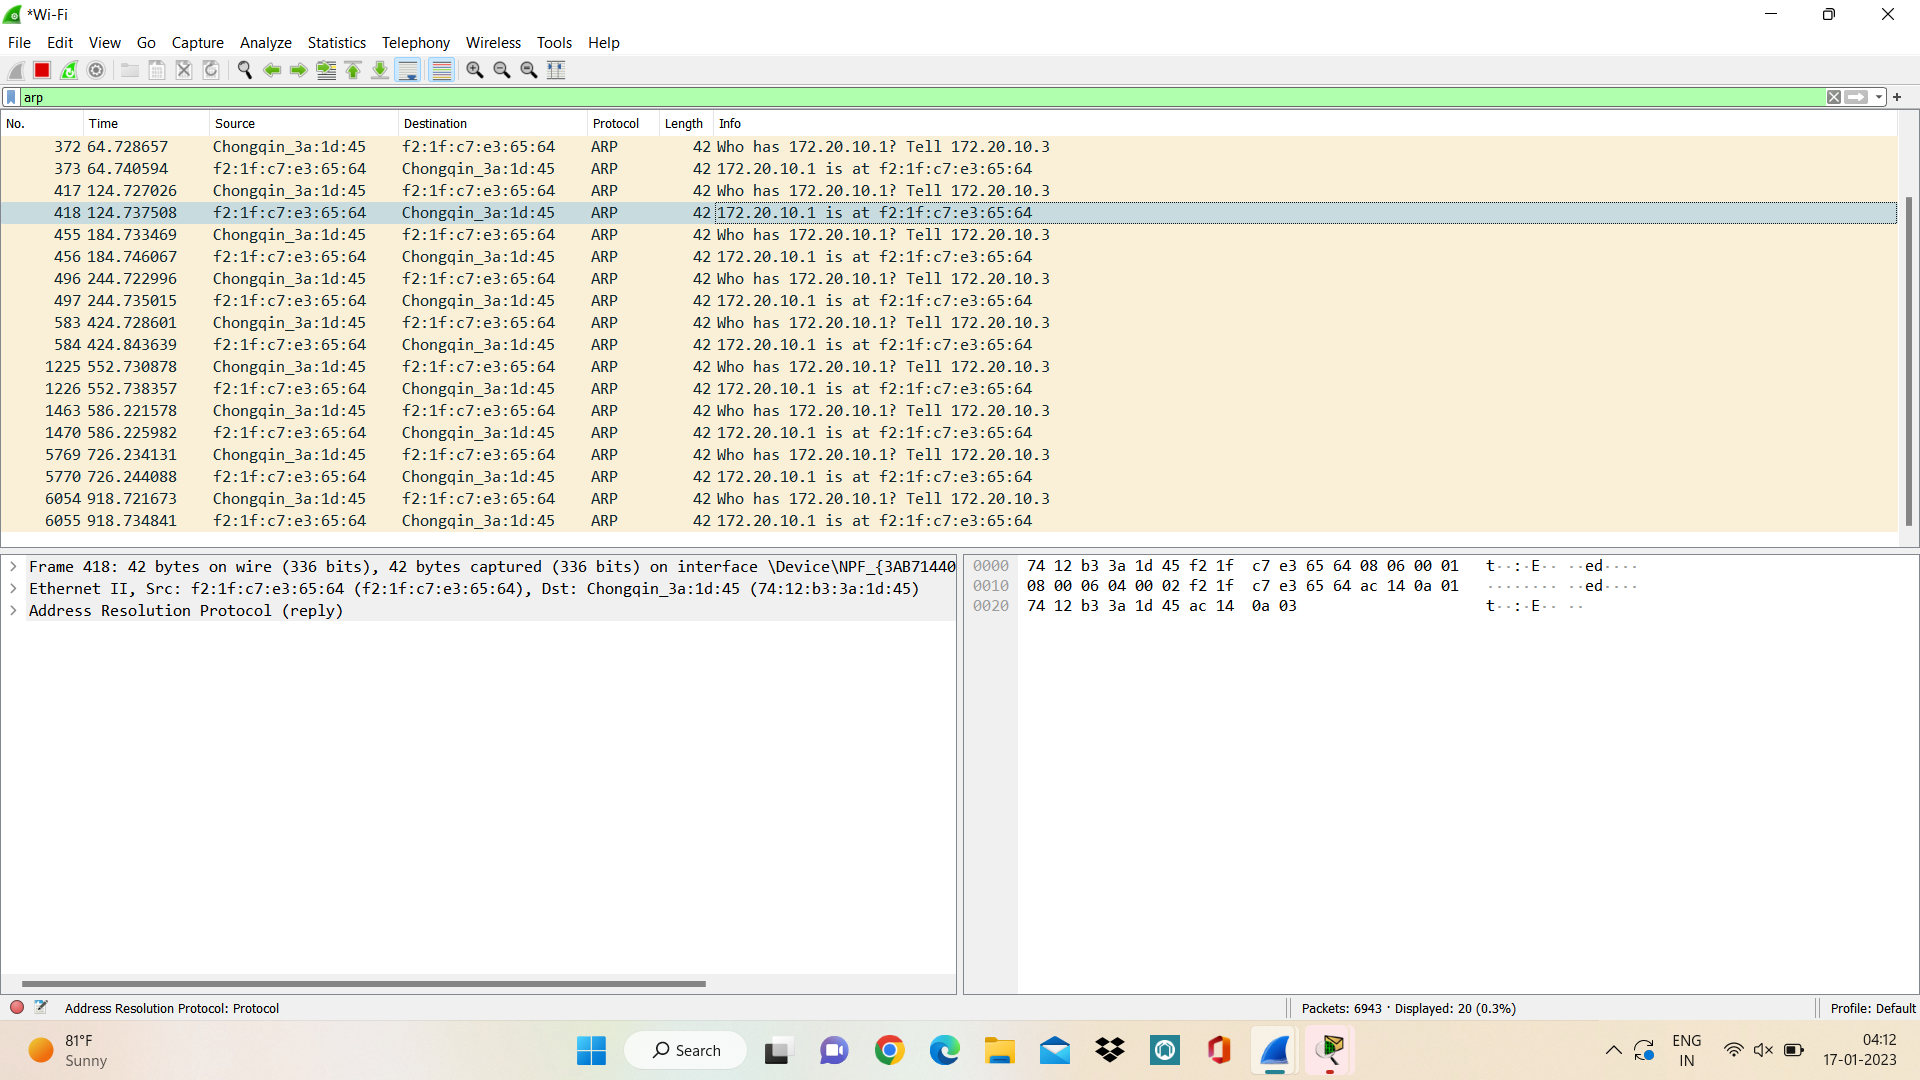 *Wi-Fi
File Edit View Go Capture Analyze Statistics Telephony Wireless Tools Help
arp
No. Time Source Destination Protocol Length Info
372 64.728657 Chongqin_3a:1d:45 f2:1f:c7:e3:65:64 ARP 42 Who has 172.20.10.1? Tell 172.20.10.3
373 64.740594 f2:1f:c7:e3:65:64 Chongqin_3a:1d:45 ARP 42 172.20.10.1 is at f2:1f:c7:e3:65:64
417 124.727026 Chongqin_3a:1d:45 f2:1f:c7:e3:65:64 ARP 42 Who has 172.20.10.1? Tell 172.20.10.3
418 124.737508 f2:1f:c7:e3:65:64 Chongqin_3a:1d:45 ARP 42 172.20.10.1 is at f2:1f:c7:e3:65:64
455 184.733469 Chongqin_3a:1d:45 f2:1f:c7:e3:65:64 ARP 42 Who has 172.20.10.1? Tell 172.20.10.3
456 184.746067 f2:1f:c7:e3:65:64 Chongqin_3a:1d:45 ARP 42 172.20.10.1 is at f2:1f:c7:e3:65:64
496 244.722996 Chongqin_3a:1d:45 f2:1f:c7:e3:65:64 ARP 42 Who has 172.20.10.1? Tell 172.20.10.3
497 244.735015 f2:1f:c7:e3:65:64 Chongqin_3a:1d:45 ARP 42 172.20.10.1 is at f2:1f:c7:e3:65:64
583 424.728601 Chongqin_3a:1d:45 f2:1f:c7:e3:65:64 ARP 42 Who has 172.20.10.1? Tell 172.20.10.3
584 424.843639 f2:1f:c7:e3:65:64 Chongqin_3a:1d:45 ARP 42 172.20.10.1 is at f2:1f:c7:e3:65:64
1225 552.730878 Chongqin_3a:1d:45 f2:1f:c7:e3:65:64 ARP 42 Who has 172.20.10.1? Tell 172.20.10.3
1226 552.738357 f2:1f:c7:e3:65:64 Chongqin_3a:1d:45 ARP 42 172.20.10.1 is at f2:1f:c7:e3:65:64
1463 586.221578 Chongqin_3a:1d:45 f2:1f:c7:e3:65:64 ARP 42 Who has 172.20.10.1? Tell 172.20.10.3
1470 586.225982 f2:1f:c7:e3:65:64 Chongqin_3a:1d:45 ARP 42 172.20.10.1 is at f2:1f:c7:e3:65:64
5769 726.234131 Chongqin_3a:1d:45 f2:1f:c7:e3:65:64 ARP 42 Who has 172.20.10.1? Tell 172.20.10.3
5770 726.244088 f2:1f:c7:e3:65:64 Chongqin_3a:1d:45 ARP 42 172.20.10.1 is at f2:1f:c7:e3:65:64
6054 918.721673 Chongqin_3a:1d:45 f2:1f:c7:e3:65:64 ARP 42 Who has 172.20.10.1? Tell 172.20.10.3
6055 918.734841 f2:1f:c7:e3:65:64 Chongqin_3a:1d:45 ARP 42 172.20.10.1 is at f2:1f:c7:e3:65:64
Frame 418: 42 bytes on wire (336 bits), 42 bytes captured (336 bits) on interface \Device\NPF_{3AB71440
Ethernet II, Src: f2:1f:c7:e3:65:64 (f2:1f:c7:e3:65:64), Dst: Chongqin_3a:1d:45 (74:12:b3:3a:1d:45)
Address Resolution Protocol (reply)
0000 74 12 b3 3a 1d 45 f2 1f c7 e3 65 64 08 06 00 01 t··:·E·· ··ed····
0010 08 00 06 04 00 02 f2 1f c7 e3 65 64 ac 14 0a 01 ········ ··ed····
0020 74 12 b3 3a 1d 45 ac 14 0a 03 t··:·E·· ··
Address Resolution Protocol: Protocol
Packets: 6943 · Displayed: 20 (0.3%)
Profile: Default
81°F
Sunny
Search
ENG
IN
04:12
17-01-2023